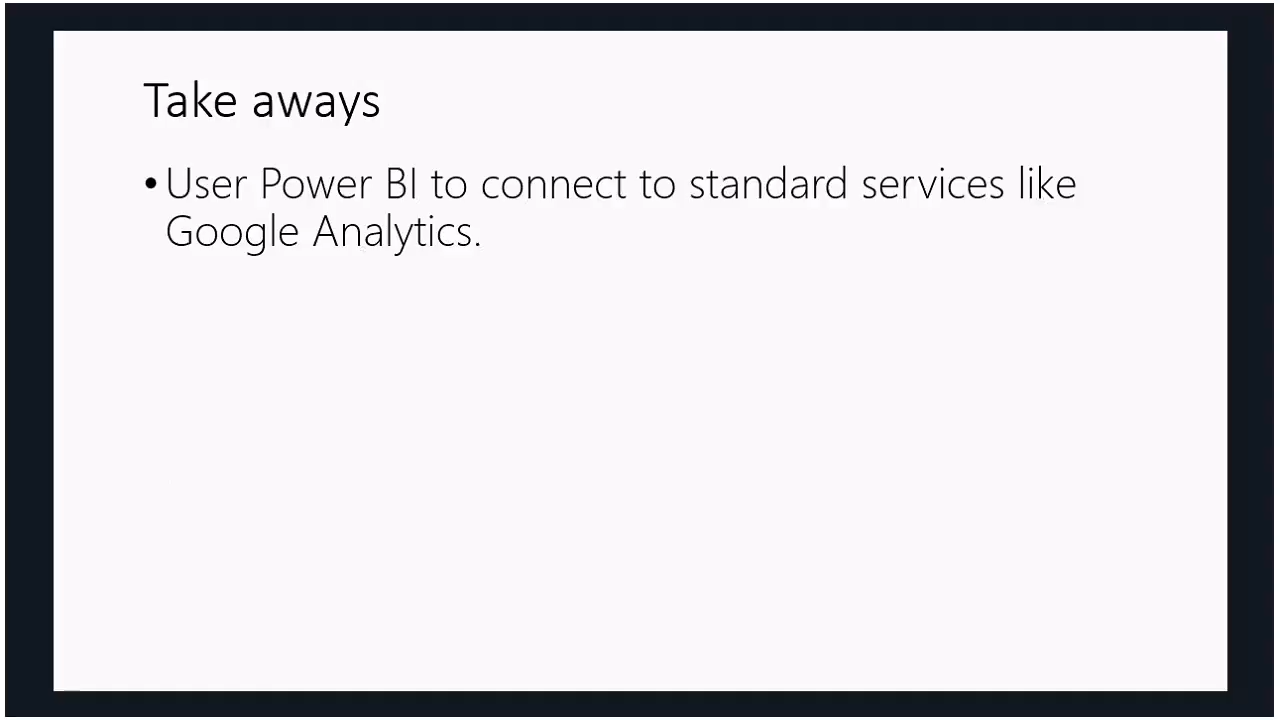 Take aways
•User Power BI to connect to standard services like
Google Analytics.